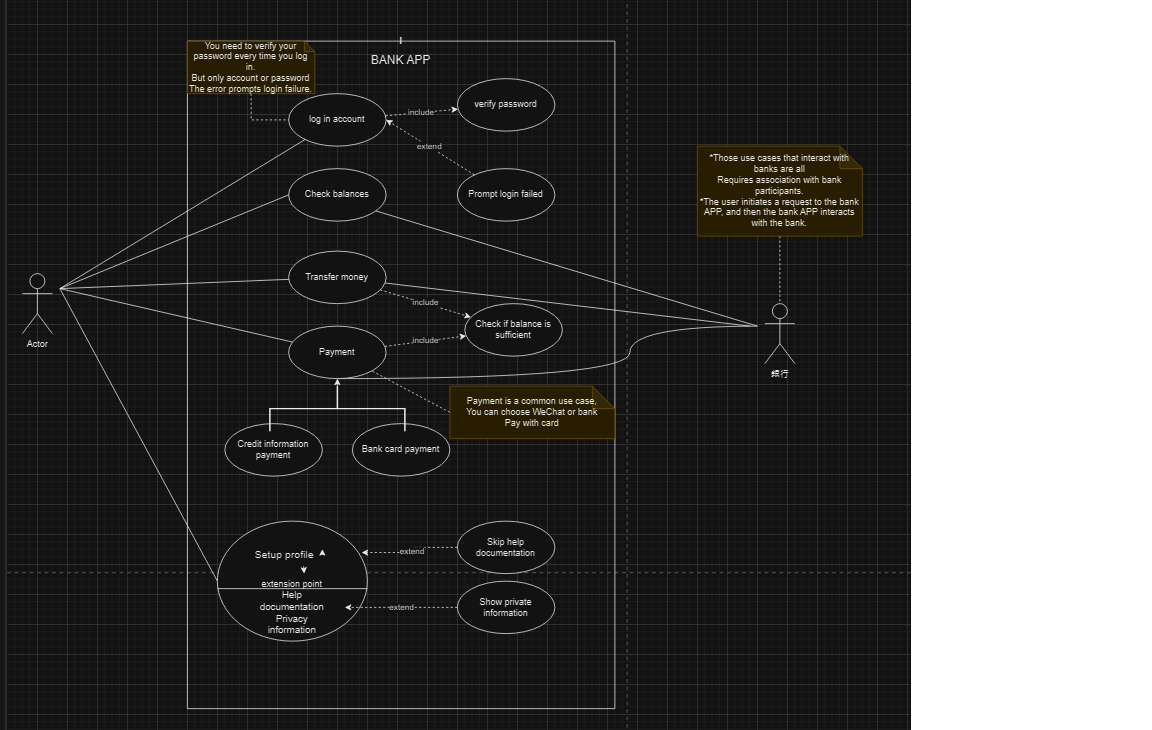 You need to verify your
password every time you log
in.
But only account or password
The error prompts login failure.
BANK APP
log in account
include
verify password
extend
Prompt login failed
Check balances
*Those use cases that interact with
banks are all
Requires association with bank
participants.
*The user initiates a request to the bank
APP, and then the bank APP interacts
with the bank.
Transfer money
include
Check if balance is
sufficient
include
Payment
Actor
銀行
Payment is a common use case,
You can choose WeChat or bank
Pay with card
Credit information
payment
Bank card payment
Setup profile
extension point
Help
documentation
Privacy
information
extend
Skip help
documentation
extend
Show private
information